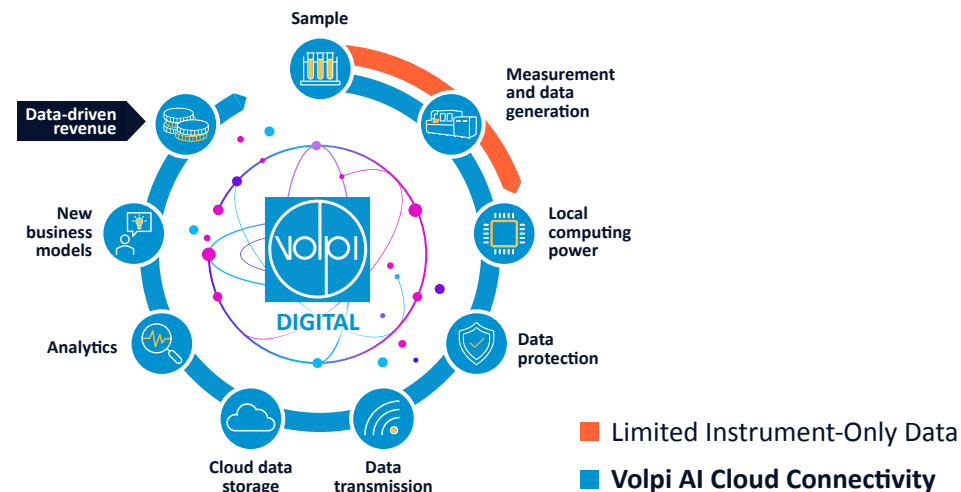 Sample
Measurement
and data
generation
Data-driven
revenue
New
business
models
Local
computing
power
volpi
DIGITAL
Analytics
Data
protection
Cloud data
storage
Data
transmission
Limited Instrument-Only Data
Volpi AI Cloud Connectivity